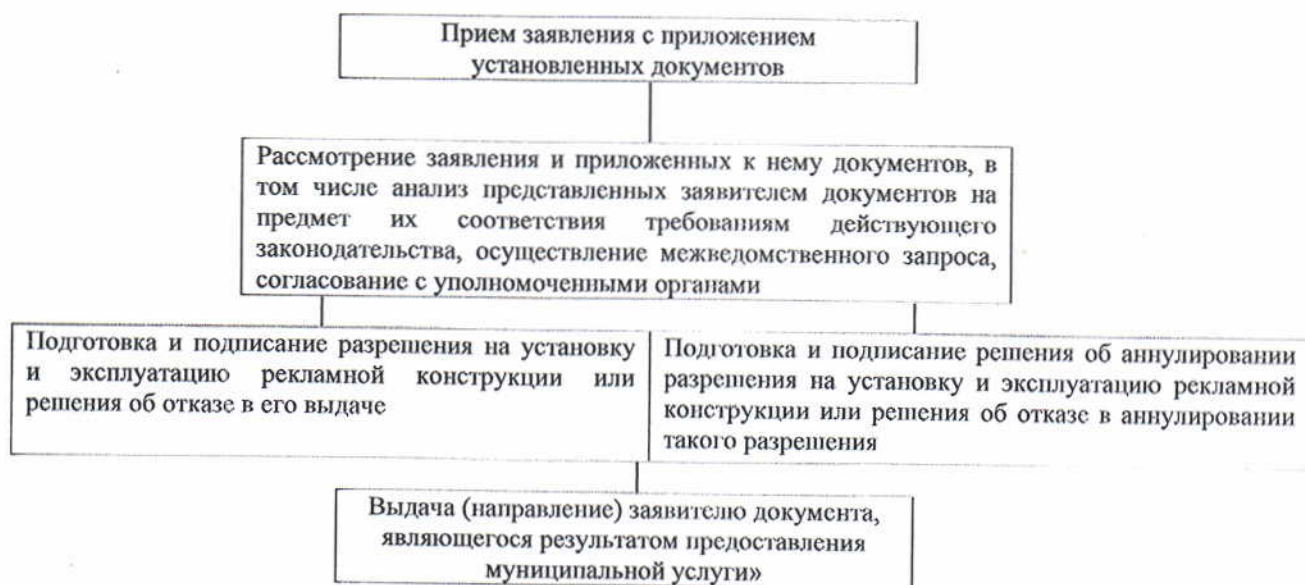 Прием заявления с приложением
установленных документов
Рассмотрение заявления и приложенных к нему документов, в
том числе анализ представленных заявителем документов на
предмет их соответствия требованиям действующего
законодательства, осуществление межведомственного запроса,
согласование с уполномоченными органами
Подготовка и подписание разрешения на установку
и эксплуатацию рекламной конструкции или
решения об отказе в его выдаче
Подготовка и подписание решения об аннулировании
разрешения на установку и эксплуатацию рекламной
конструкции или решения об отказе в аннулировании
такого разрешения
Выдача (направление) заявителю документа,
являющегося результатом предоставления
муниципальной услуги»